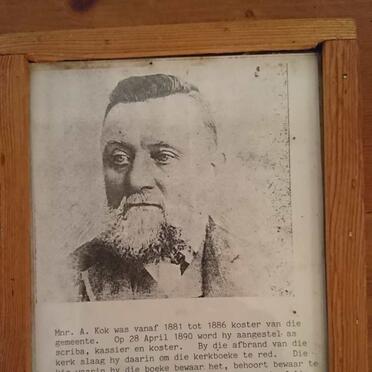 Mnr. A. Kok was vanaf 1881 tot 1886 koster van die
gemeente. Op 28 April 1890 word hy aangestel as
scriba, kassier en koster. By die afbrand van die
kerk slaag hy daarin om die kerkboeke te red. Die
waarin hy die boeke bewaar het, behoort bewaar te